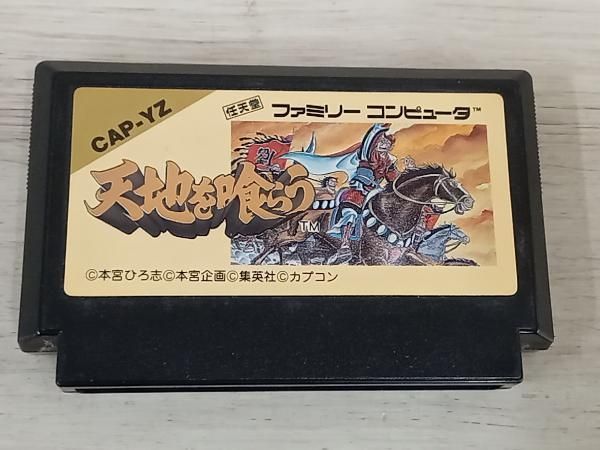 CAP-YZ
任天堂 ファミリー コンピュータ™
天地を喰らう™
©本宮ひろ志©本宮企画©集英社©カプコン